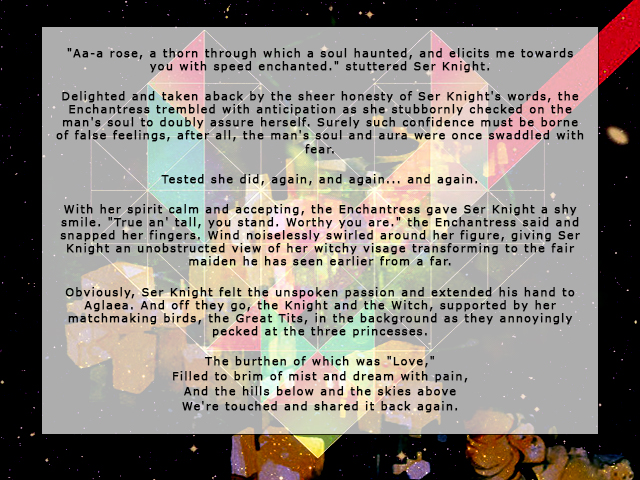 "Aa-a rose, a thorn through which a soul haunted, and elicits me towards
you with speed enchanted." stuttered Ser Knight.
Delighted and taken aback by the sheer honesty of Ser Knight's words, the
Enchantress trembled with anticipation as she stubbornly checked on the
man's soul to doubly assure herself. Surely such confidence must be borne
of false feelings, after all, the man's soul and aura were once swaddled with
fear.
Tested she did, again, and again... and again.
With her spirit calm and accepting, the Enchantress gave Ser Knight a shy
smile. "True an' tall, you stand. Worthy you are." the Enchantress said and
snapped her fingers. Wind noiselessly swirled around her figure, giving Ser
Knight an unobstructed view of her witchy visage transforming to the fair
maiden he has seen earlier from a far.
Obviously, Ser Knight felt the unspoken passion and extended his hand to
Aglaea. And off they go, the Knight and the Witch, supported by her
matchmaking birds, the Great Tits, in the background as they annoyingly
pecked at the three princesses.
The burthen of which was "Love,"
Filled to brim of mist and dream with pain,
And the hills below and the skies above
We're touched and shared it back again.